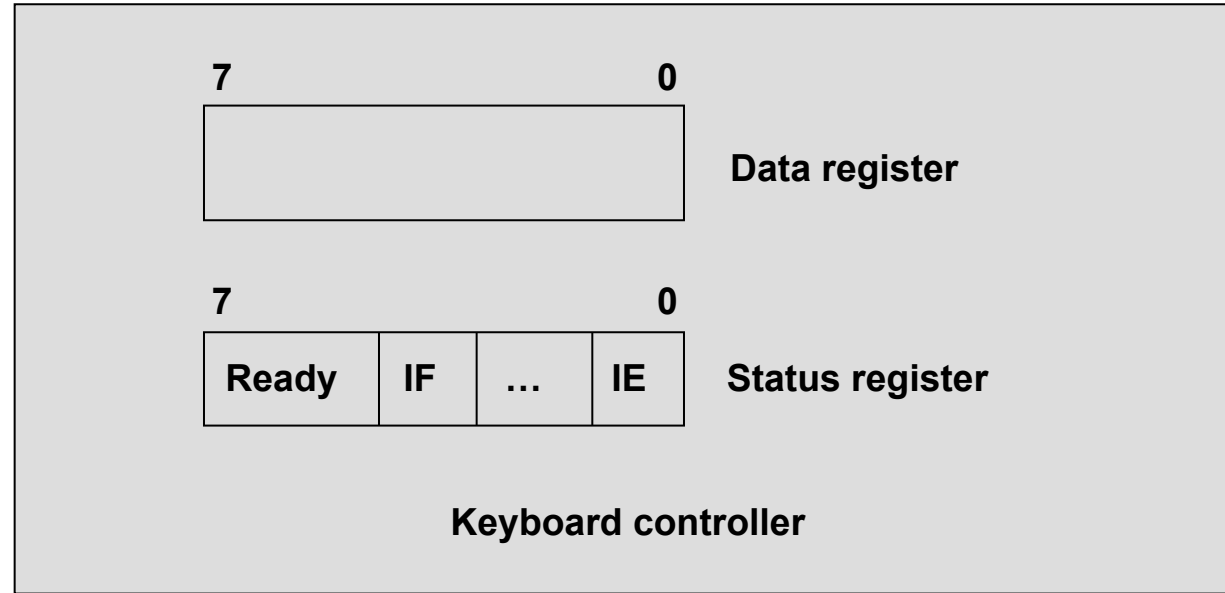 7 0
Data register
7 0
Ready IF … IE Status register
Keyboard controller